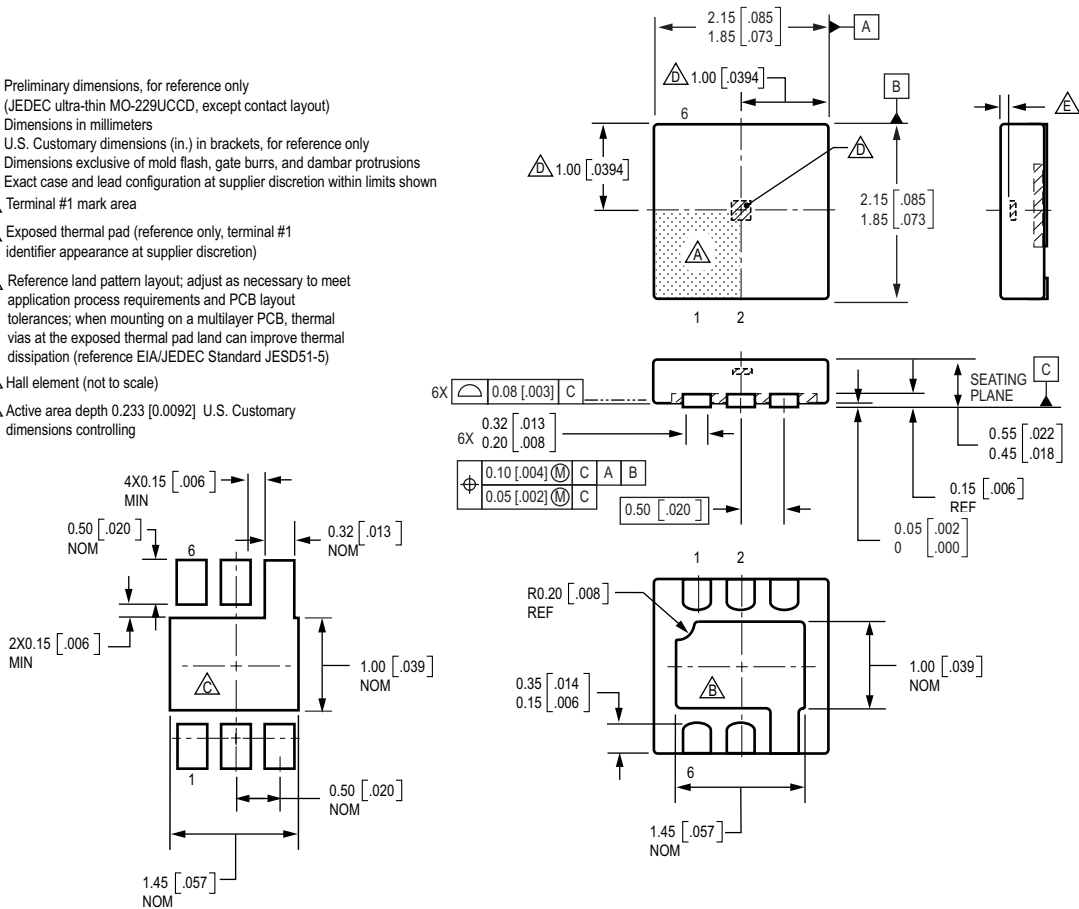 Preliminary dimensions, for reference only
(JEDEC ultra-thin MO-229UCCD, except contact layout)
Dimensions in millimeters
U.S. Customary dimensions (in.) in brackets, for reference only
Dimensions exclusive of mold flash, gate burrs, and dambar protrusions
Exact case and lead configuration at supplier discretion within limits shown
Terminal #1 mark area
Exposed thermal pad (reference only, terminal #1
identifier appearance at supplier discretion)
Reference land pattern layout; adjust as necessary to meet
application process requirements and PCB layout
tolerances; when mounting on a multilayer PCB, thermal
vias at the exposed thermal pad land can improve thermal
dissipation (reference EIA/JEDEC Standard JESD51-5)
Hall element (not to scale)
Active area depth 0.233 [0.0092] U.S. Customary
dimensions controlling
2.15 [.085
1.85 .073]
A
D 1.00 [.0394]
B
E
6
D 1.00 [.0394]
D
2.15 [.085
1.85 .073]
A
1 2
6X 0.08 [.003] C
SEATING
PLANE
C
6X 0.32 [.013
0.20 .008]
0.55 [.022
0.45 .018]
0.10 [.004] M C A B
0.05 [.002] M C
0.50 [.020]
0.15 [.006]
REF
0.05 [.002
0 .000]
4X0.15 [.006]
MIN
0.50 [.020]
NOM
0.32 [.013]
NOM
6
2X0.15 [.006]
MIN
C
1.00 [.039]
NOM
1
0.50 [.020]
NOM
1.45 [.057]
NOM
1 2
R0.20 [.008]
REF
0.35 [.014
0.15 .006]
B
1.00 [.039]
NOM
6
1.45 [.057]
NOM